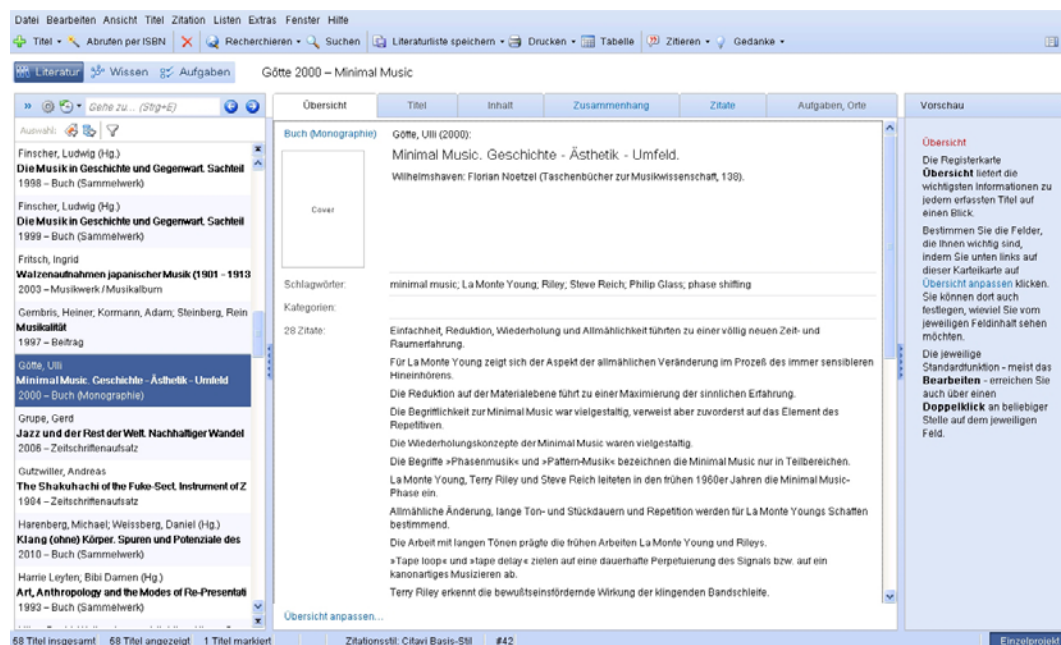 Datei Bearbeiten Ansicht Titel Zitation Listen Extras Fenster Hilfe
Titel Abrufen per ISBN Recherchieren Suchen Literaturliste speichern Drucken Tabelle Zitieren Gedanke
Literatur Wissen Aufgaben Götte 2000 – Minimal Music
» Gehe zu... (Strg+E)
Auswahl:
Finscher, Ludwig (Hg.)
Die Musik in Geschichte und Gegenwart. Sachteil
1998 – Buch (Sammelwerk)
Finscher, Ludwig (Hg.)
Die Musik in Geschichte und Gegenwart. Sachteil
1999 – Buch (Sammelwerk)
Fritsch, Ingrid
Walzenaufnahmen japanischer Musik (1901 - 1913
2003 – Musikwerk / Musikalbum
Gembris, Heiner; Kormann, Adam; Steinberg, Rein
Musikalität
1997 – Beitrag
Götte, Ulli
Minimal Music. Geschichte - Ästhetik - Umfeld
2000 – Buch (Monographie)
Grupe, Gerd
Jazz und der Rest der Welt. Nachhaltiger Wandel
2006 – Zeitschriftenaufsatz
Gutzwiller, Andreas
The Shakuhachi of the Fuke-Sect. Instrument of Z
1984 – Zeitschriftenaufsatz
Harenberg, Michael; Weissberg, Daniel (Hg.)
Klang (ohne) Körper. Spuren und Potenziale des
2010 – Buch (Sammelwerk)
Harrie Leyten; Bibi Damen (Hg.)
Art, Anthropology and the Modes of Re-Presentati
1993 – Buch (Sammelwerk)
Übersicht Titel Inhalt Zusammenhang Zitate Aufgaben, Orte
Buch (Monographie)
Cover
Götte, Ulli (2000):
Minimal Music. Geschichte - Ästhetik - Umfeld.
Wilhelmshaven: Florian Noetzel (Taschenbücher zur Musikwissenschaft, 138).
Schlagwörter: minimal music; La Monte Young; Riley; Steve Reich; Philip Glass; phase shifting
Kategorien:
28 Zitate: Einfachheit, Reduktion, Wiederholung und Allmählichkeit führten zu einer völlig neuen Zeit- und
Raumerfahrung.
Für La Monte Young zeigt sich der Aspekt der allmählichen Veränderung im Prozeß des immer sensibleren
Hineinhörens.
Die Reduktion auf der Materialebene führt zu einer Maximierung der sinnlichen Erfahrung.
Die Begrifflichkeit zur Minimal Music war vielgestaltig, verweist aber zuvorderst auf das Element des
Repetitiven.
Die Wiederholungskonzepte der Minimal Music waren vielgestaltig.
Die Begriffe »Phasenmusik« und »Pattern-Musik« bezeichnen die Minimal Music nur in Teilbereichen.
La Monte Young, Terry Riley und Steve Reich leiteten in den frühen 1960er Jahren die Minimal Music-
Phase ein.
Allmähliche Änderung, lange Ton- und Stückdauern und Repetition werden für La Monte Youngs Schaffen
bestimmend.
Die Arbeit mit langen Tönen prägte die frühen Arbeiten La Monte Young und Rileys.
»Tape loop« und »tape delay« zielen auf eine dauerhafte Perpetuierung des Signals bzw. auf ein
kanonartiges Musizieren ab.
Terry Riley erkennt die bewußtseinsfördernde Wirkung der klingenden Bandschleife.
Übersicht anpassen...
Vorschau
Übersicht
Die Registerkarte
Übersicht liefert die
wichtigsten Informationen zu
jedem erfassten Titel auf
einen Blick.
Bestimmen Sie die Felder,
die Ihnen wichtig sind,
indem Sie unten links auf
dieser Karteikarte auf
Übersicht anpassen klicken.
Sie können dort auch
festlegen, wieviel Sie vom
jeweiligen Feldinhalt sehen
möchten.
Die jeweilige
Standardfunktion - meist das
Bearbeiten - erreichen Sie
auch über einen
Doppelklick an beliebiger
Stelle auf dem jeweiligen
Feld.
68 Titel insgesamt 68 Titel angezeigt 1 Titel markiert Zitationsstil: Citavi Basis-Stil #42 Einzelprojekt